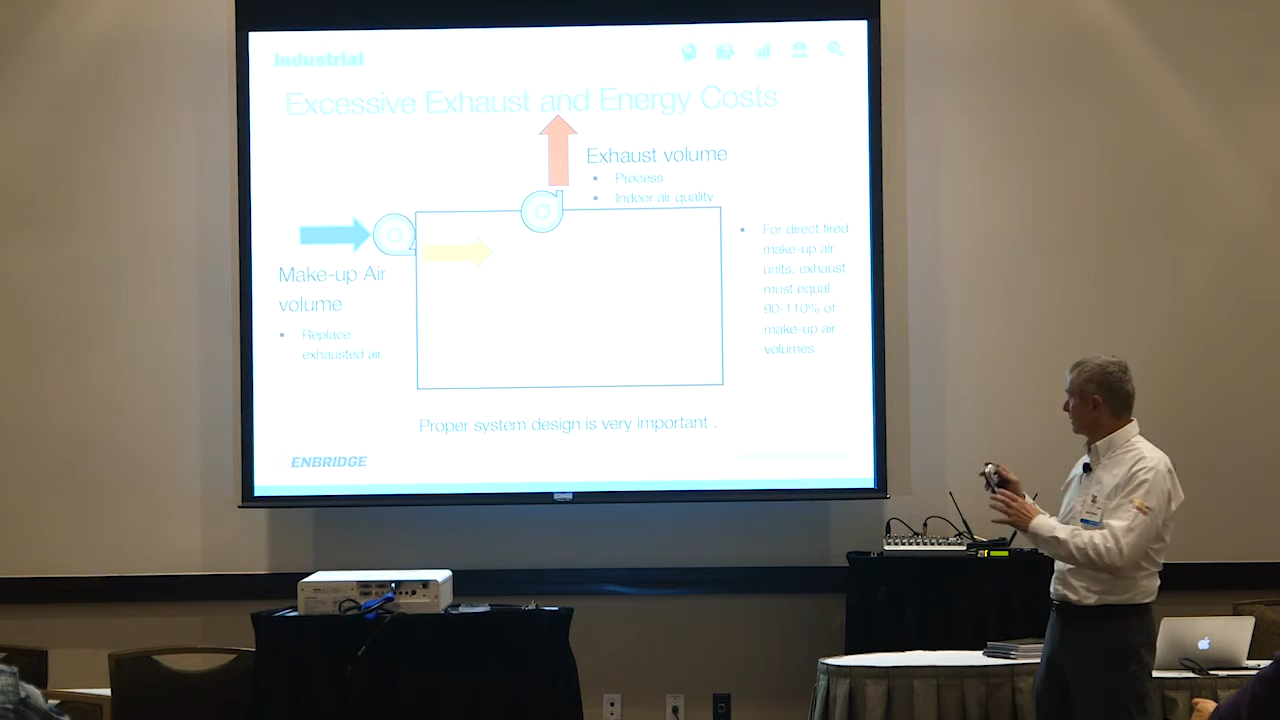 Industrial
Excessive Exhaust and Energy Costs
Exhaust volume
▪ Process
▪ Indoor air quality
Make-up Air
volume
▪ Replace
exhausted air
▪ For direct fired
make-up air
units, exhaust
must equal
90-110% of
make-up air
volumes
Proper system design is very important .
ENBRIDGE